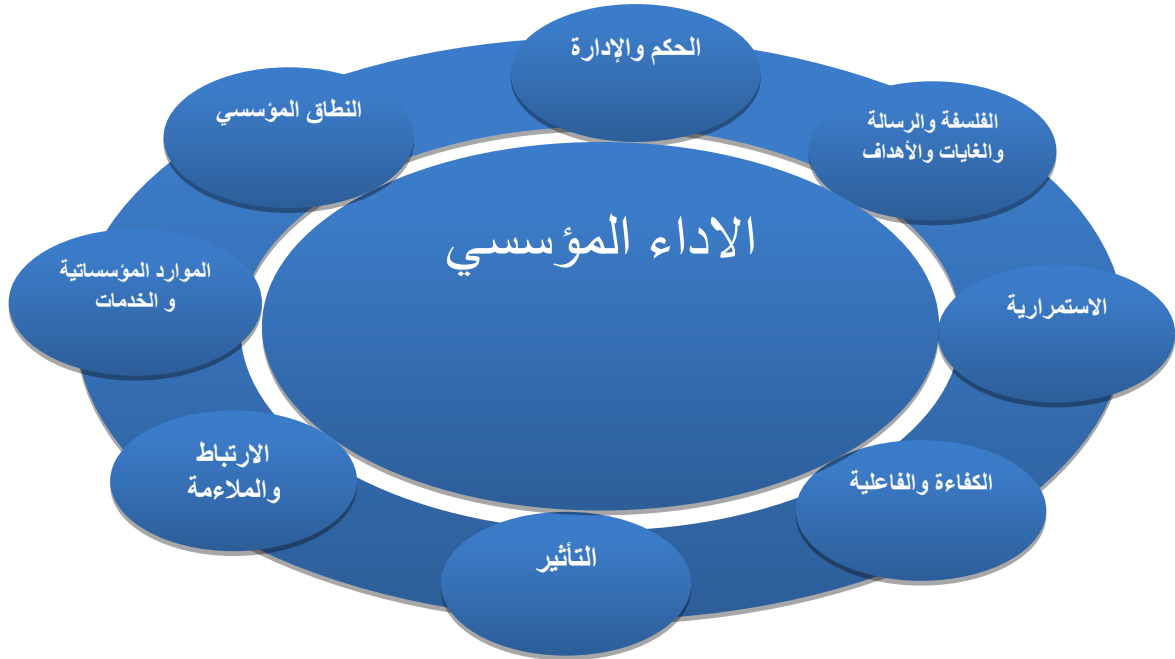 الحكم والإدارة
الفلسفة والرسالة
والغايات والأهداف
النطاق المؤسسي
الاداء المؤسسي
الموارد المؤسساتية
و الخدمات
الاستمرارية
الارتباط
والملاءمة
الكفاءة والفاعلية
التأثير